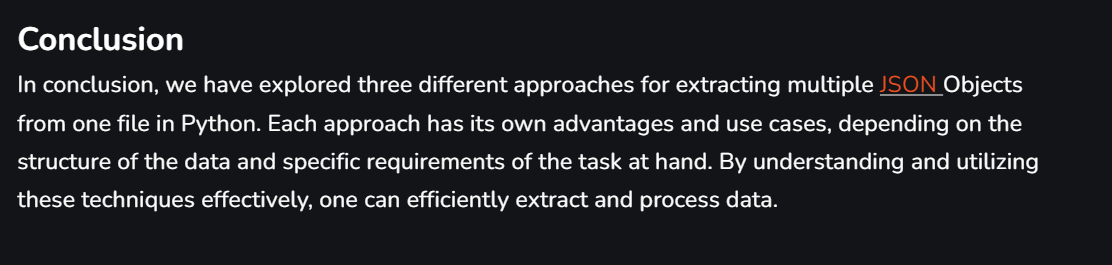 Conclusion
In conclusion, we have explored three different approaches for extracting multiple JSON Objects
from one file in Python. Each approach has its own advantages and use cases, depending on the
structure of the data and specific requirements of the task at hand. By understanding and utilizing
these techniques effectively, one can efficiently extract and process data.